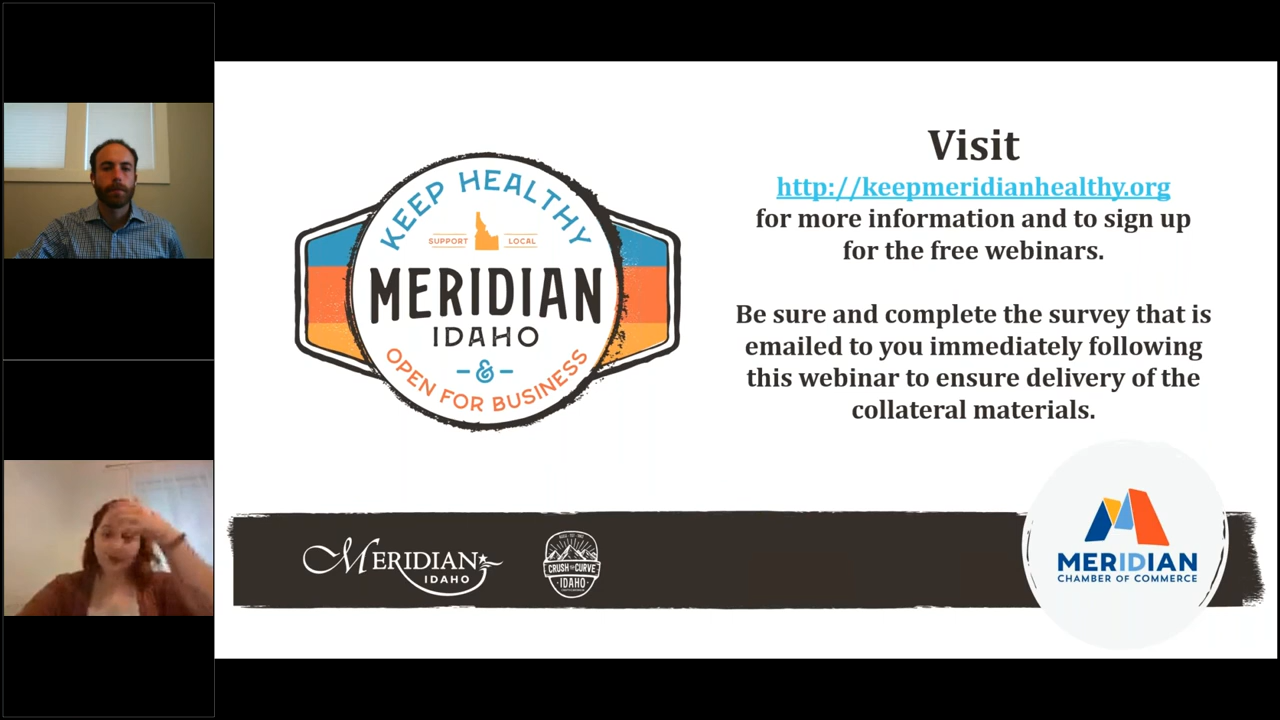 KEEP HEALTHY
SUPPORT LOCAL
MERIDIAN
IDAHO
&
OPEN FOR BUSINESS
Visit
http://keepmeridianhealthy.org
for more information and to sign up
for the free webinars.
Be sure and complete the survey that is
emailed to you immediately following
this webinar to ensure delivery of the
collateral materials.
MERIDIAN
IDAHO
CRUSH THE CURVE
IDAHO
MERIDIAN
CHAMBER OF COMMERCE